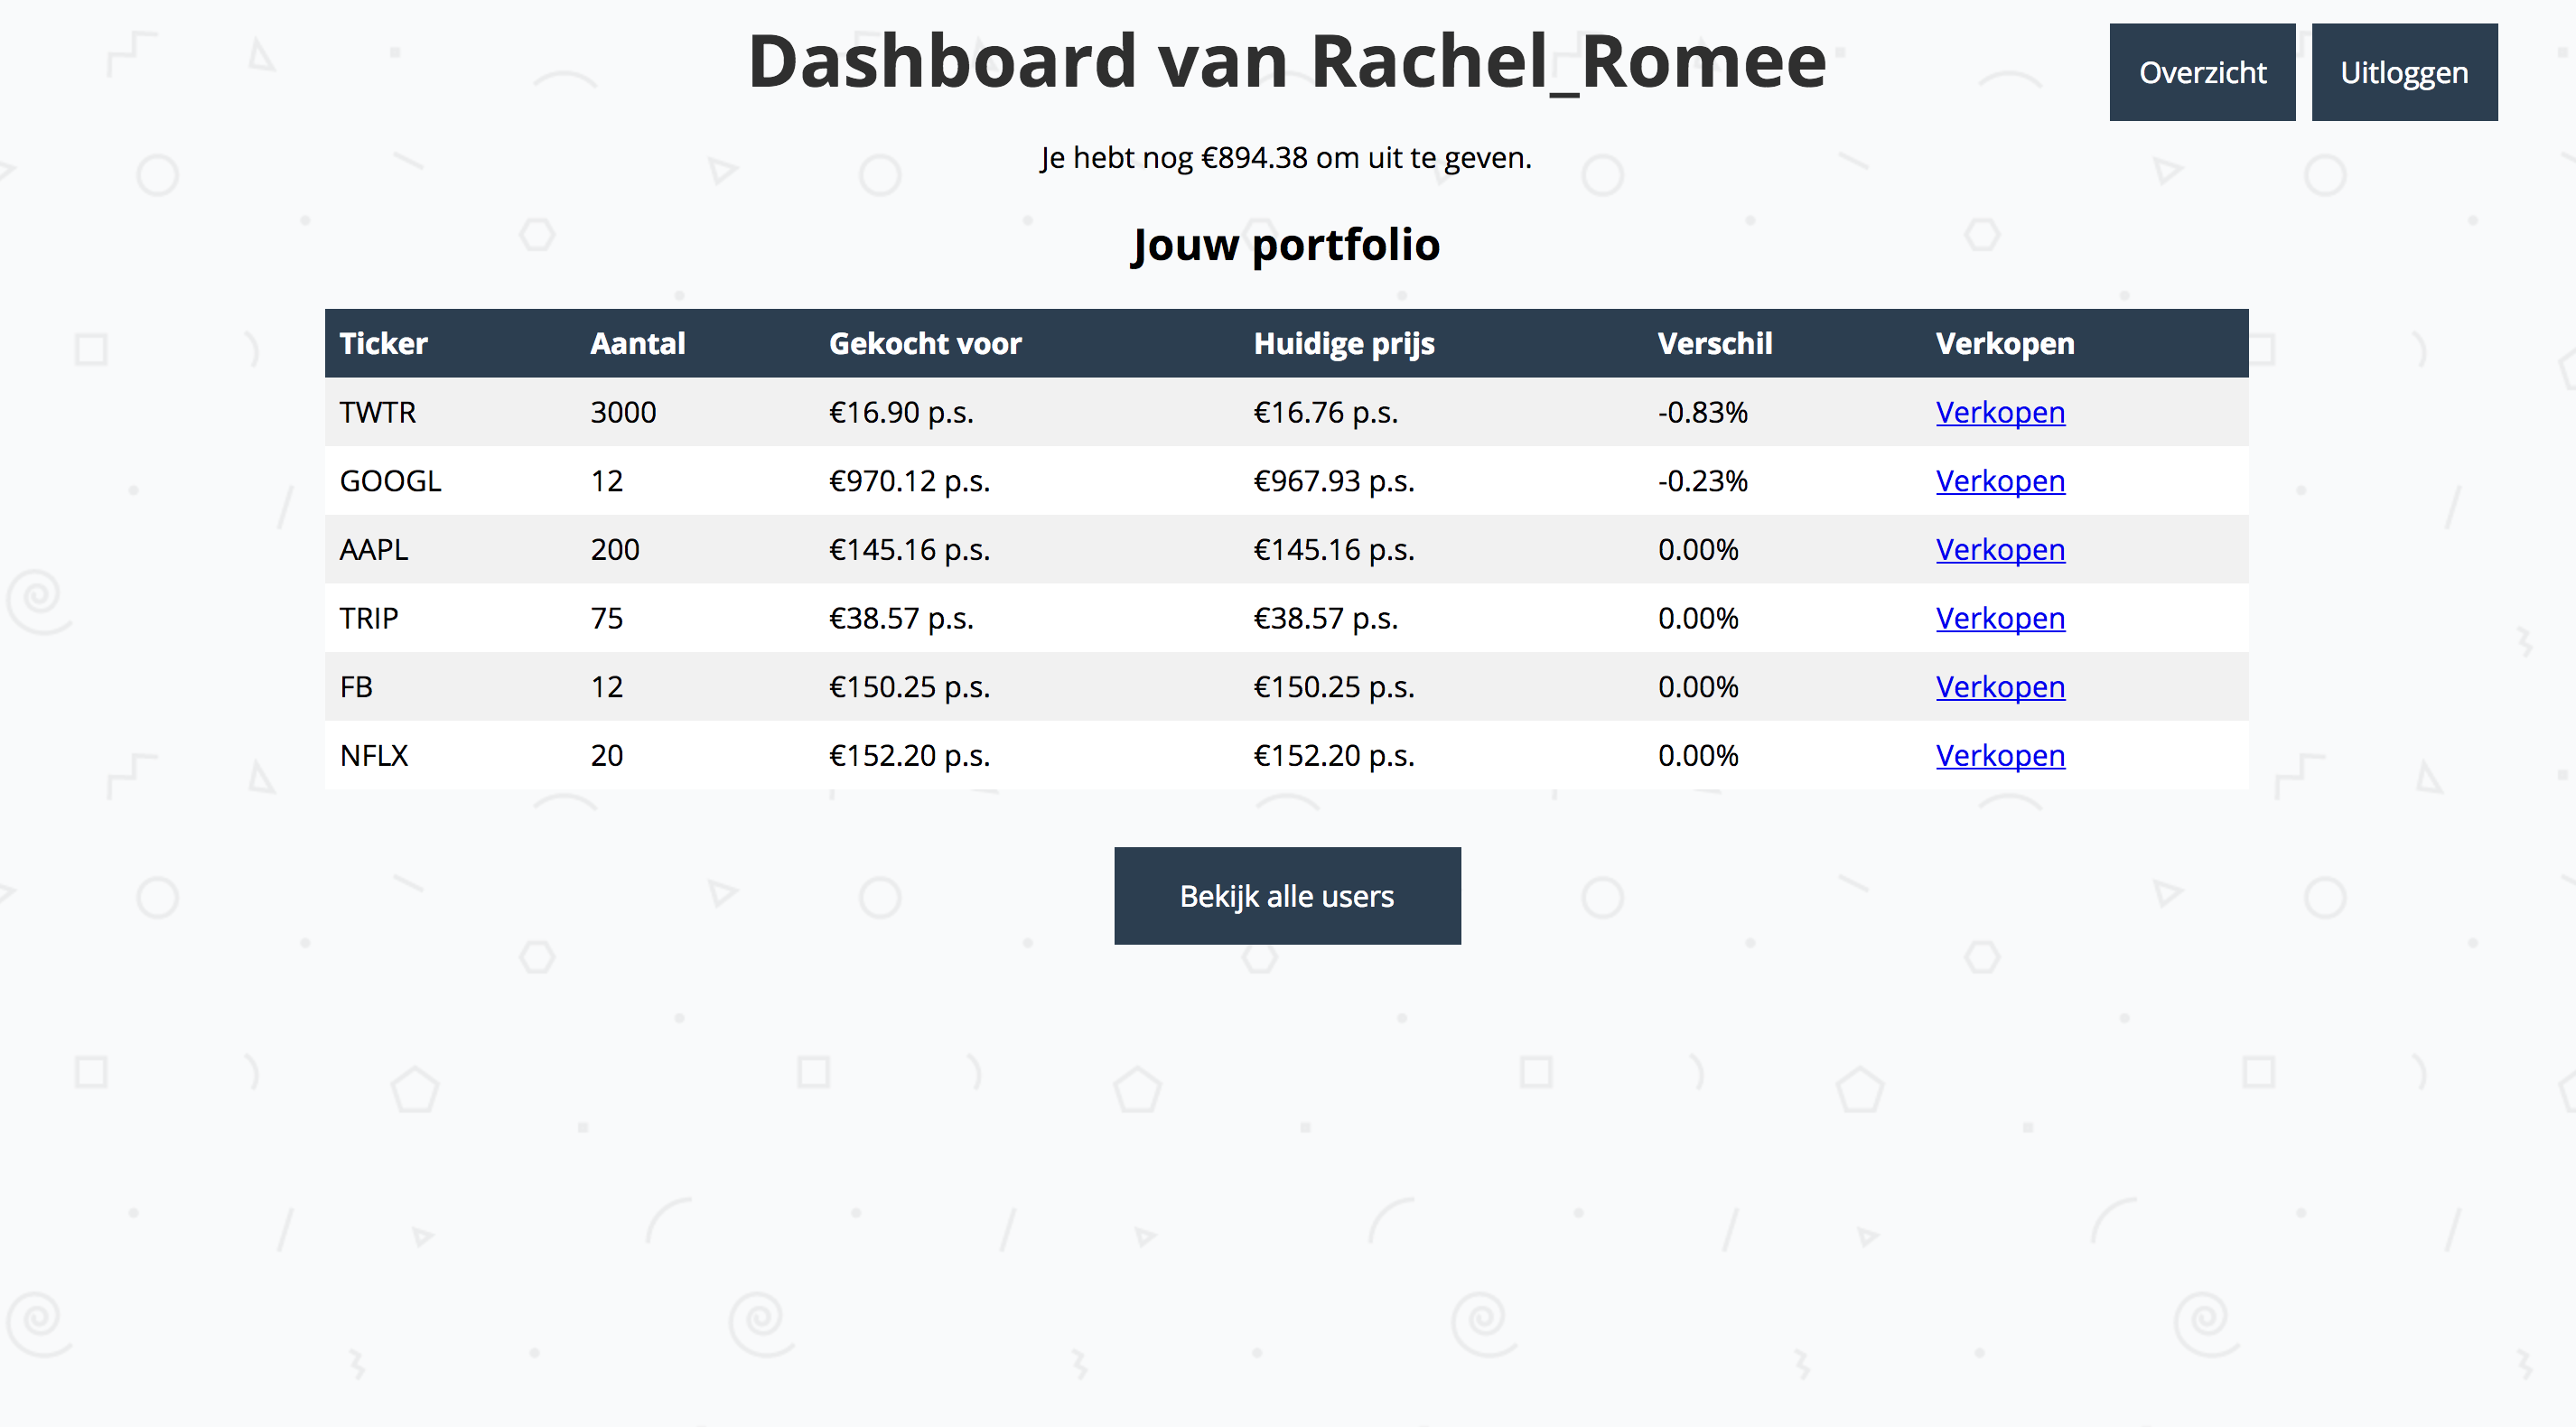 Dashboard van Rachel_Romee
Overzicht
Uitloggen
Je hebt nog €894.38 om uit te geven.
Jouw portfolio
Ticker Aantal Gekocht voor Huidige prijs Verschil Verkopen
TWTR 3000 €16.90 p.s. €16.76 p.s. -0.83% Verkopen
GOOGL 12 €970.12 p.s. €967.93 p.s. -0.23% Verkopen
AAPL 200 €145.16 p.s. €145.16 p.s. 0.00% Verkopen
TRIP 75 €38.57 p.s. €38.57 p.s. 0.00% Verkopen
FB 12 €150.25 p.s. €150.25 p.s. 0.00% Verkopen
NFLX 20 €152.20 p.s. €152.20 p.s. 0.00% Verkopen
Bekijk alle users